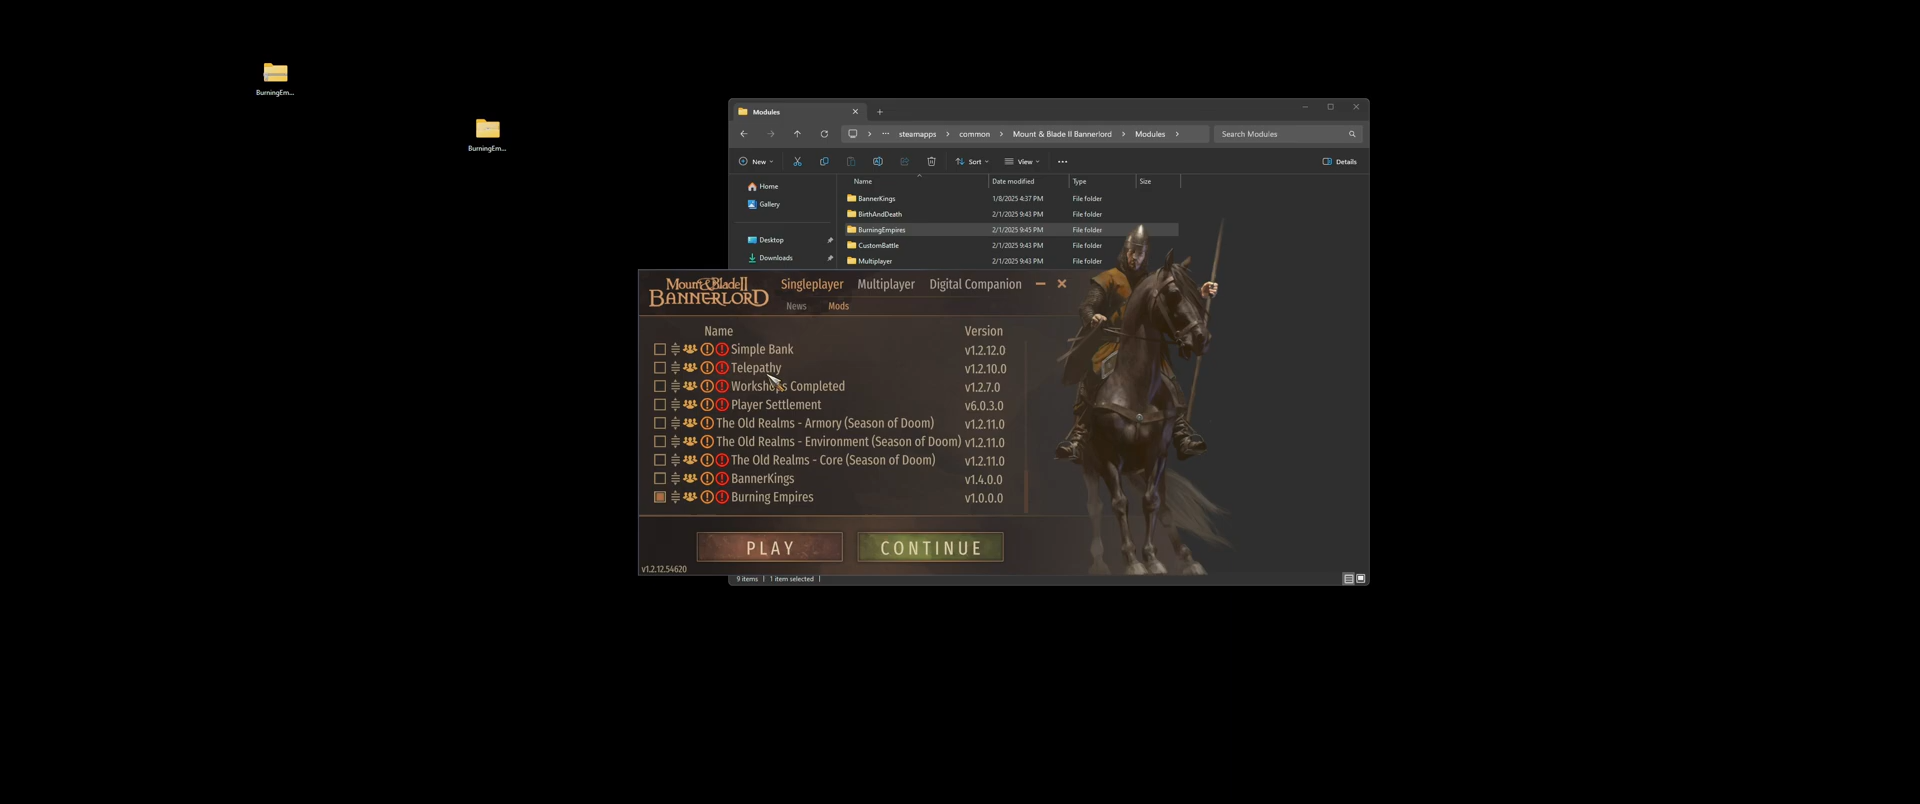 BurningEm...
BurningEm...
Modules
steamapps > common > Mount & Blade II Bannerlord > Modules >
Search Modules
New
Sort
View
Details
Home
Gallery
Desktop
Downloads
Name Date modified Type Size
BannerKings 1/8/2025 4:37 PM File folder
BirthAndDeath 2/1/2025 9:43 PM File folder
BurningEmpires 2/1/2025 9:45 PM File folder
CustomBattle 2/1/2025 9:43 PM File folder
Multiplayer 2/1/2025 9:43 PM File folder
Mount & Blade II
BANNERLORD
Singleplayer Multiplayer Digital Companion
News Mods
Name Version
Simple Bank v1.2.12.0
Telepathy v1.2.10.0
Workshops Completed v1.2.7.0
Player Settlement v6.0.3.0
The Old Realms - Armory (Season of Doom) v1.2.11.0
The Old Realms - Environment (Season of Doom) v1.2.11.0
The Old Realms - Core (Season of Doom) v1.2.11.0
BannerKings v1.4.0.0
Burning Empires v1.0.0.0
PLAY CONTINUE
v1.2.12.54620
9 items 1 item selected